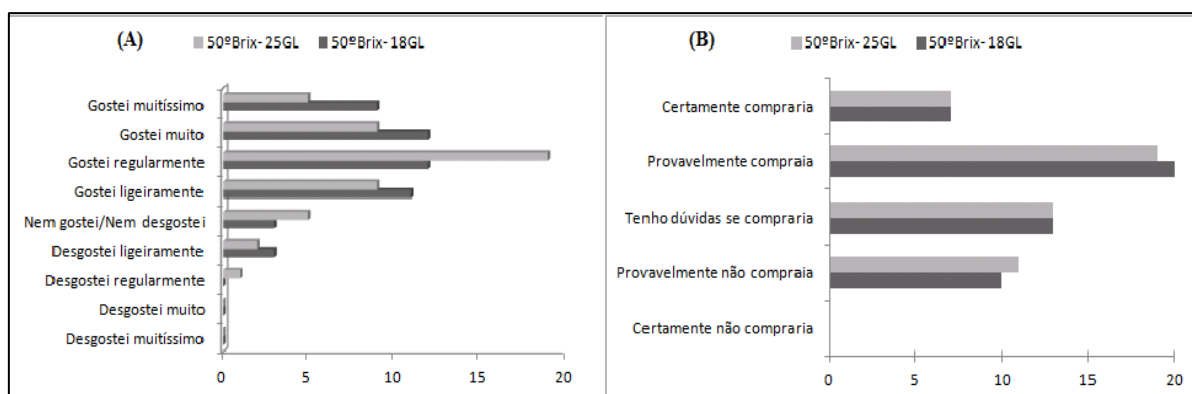 (A)
50ºBrix-25GL 50ºBrix-18GL
Gostei muitíssimo
Gostei muito
Gostei regularmente
Gostei ligeiramente
Nem gostei/Nem desgostei
Desgostei ligeiramente
Desgostei regularmente
Desgostei muito
Desgostei muitíssimo
0 5 10 15 20
(B)
50ºBrix-25GL 50ºBrix-18GL
Certamente compraria
Provavelmente compraia
Tenho dúvidas se compraria
Provavelmente não compraia
Certamente não compraria
0 5 10 15 20